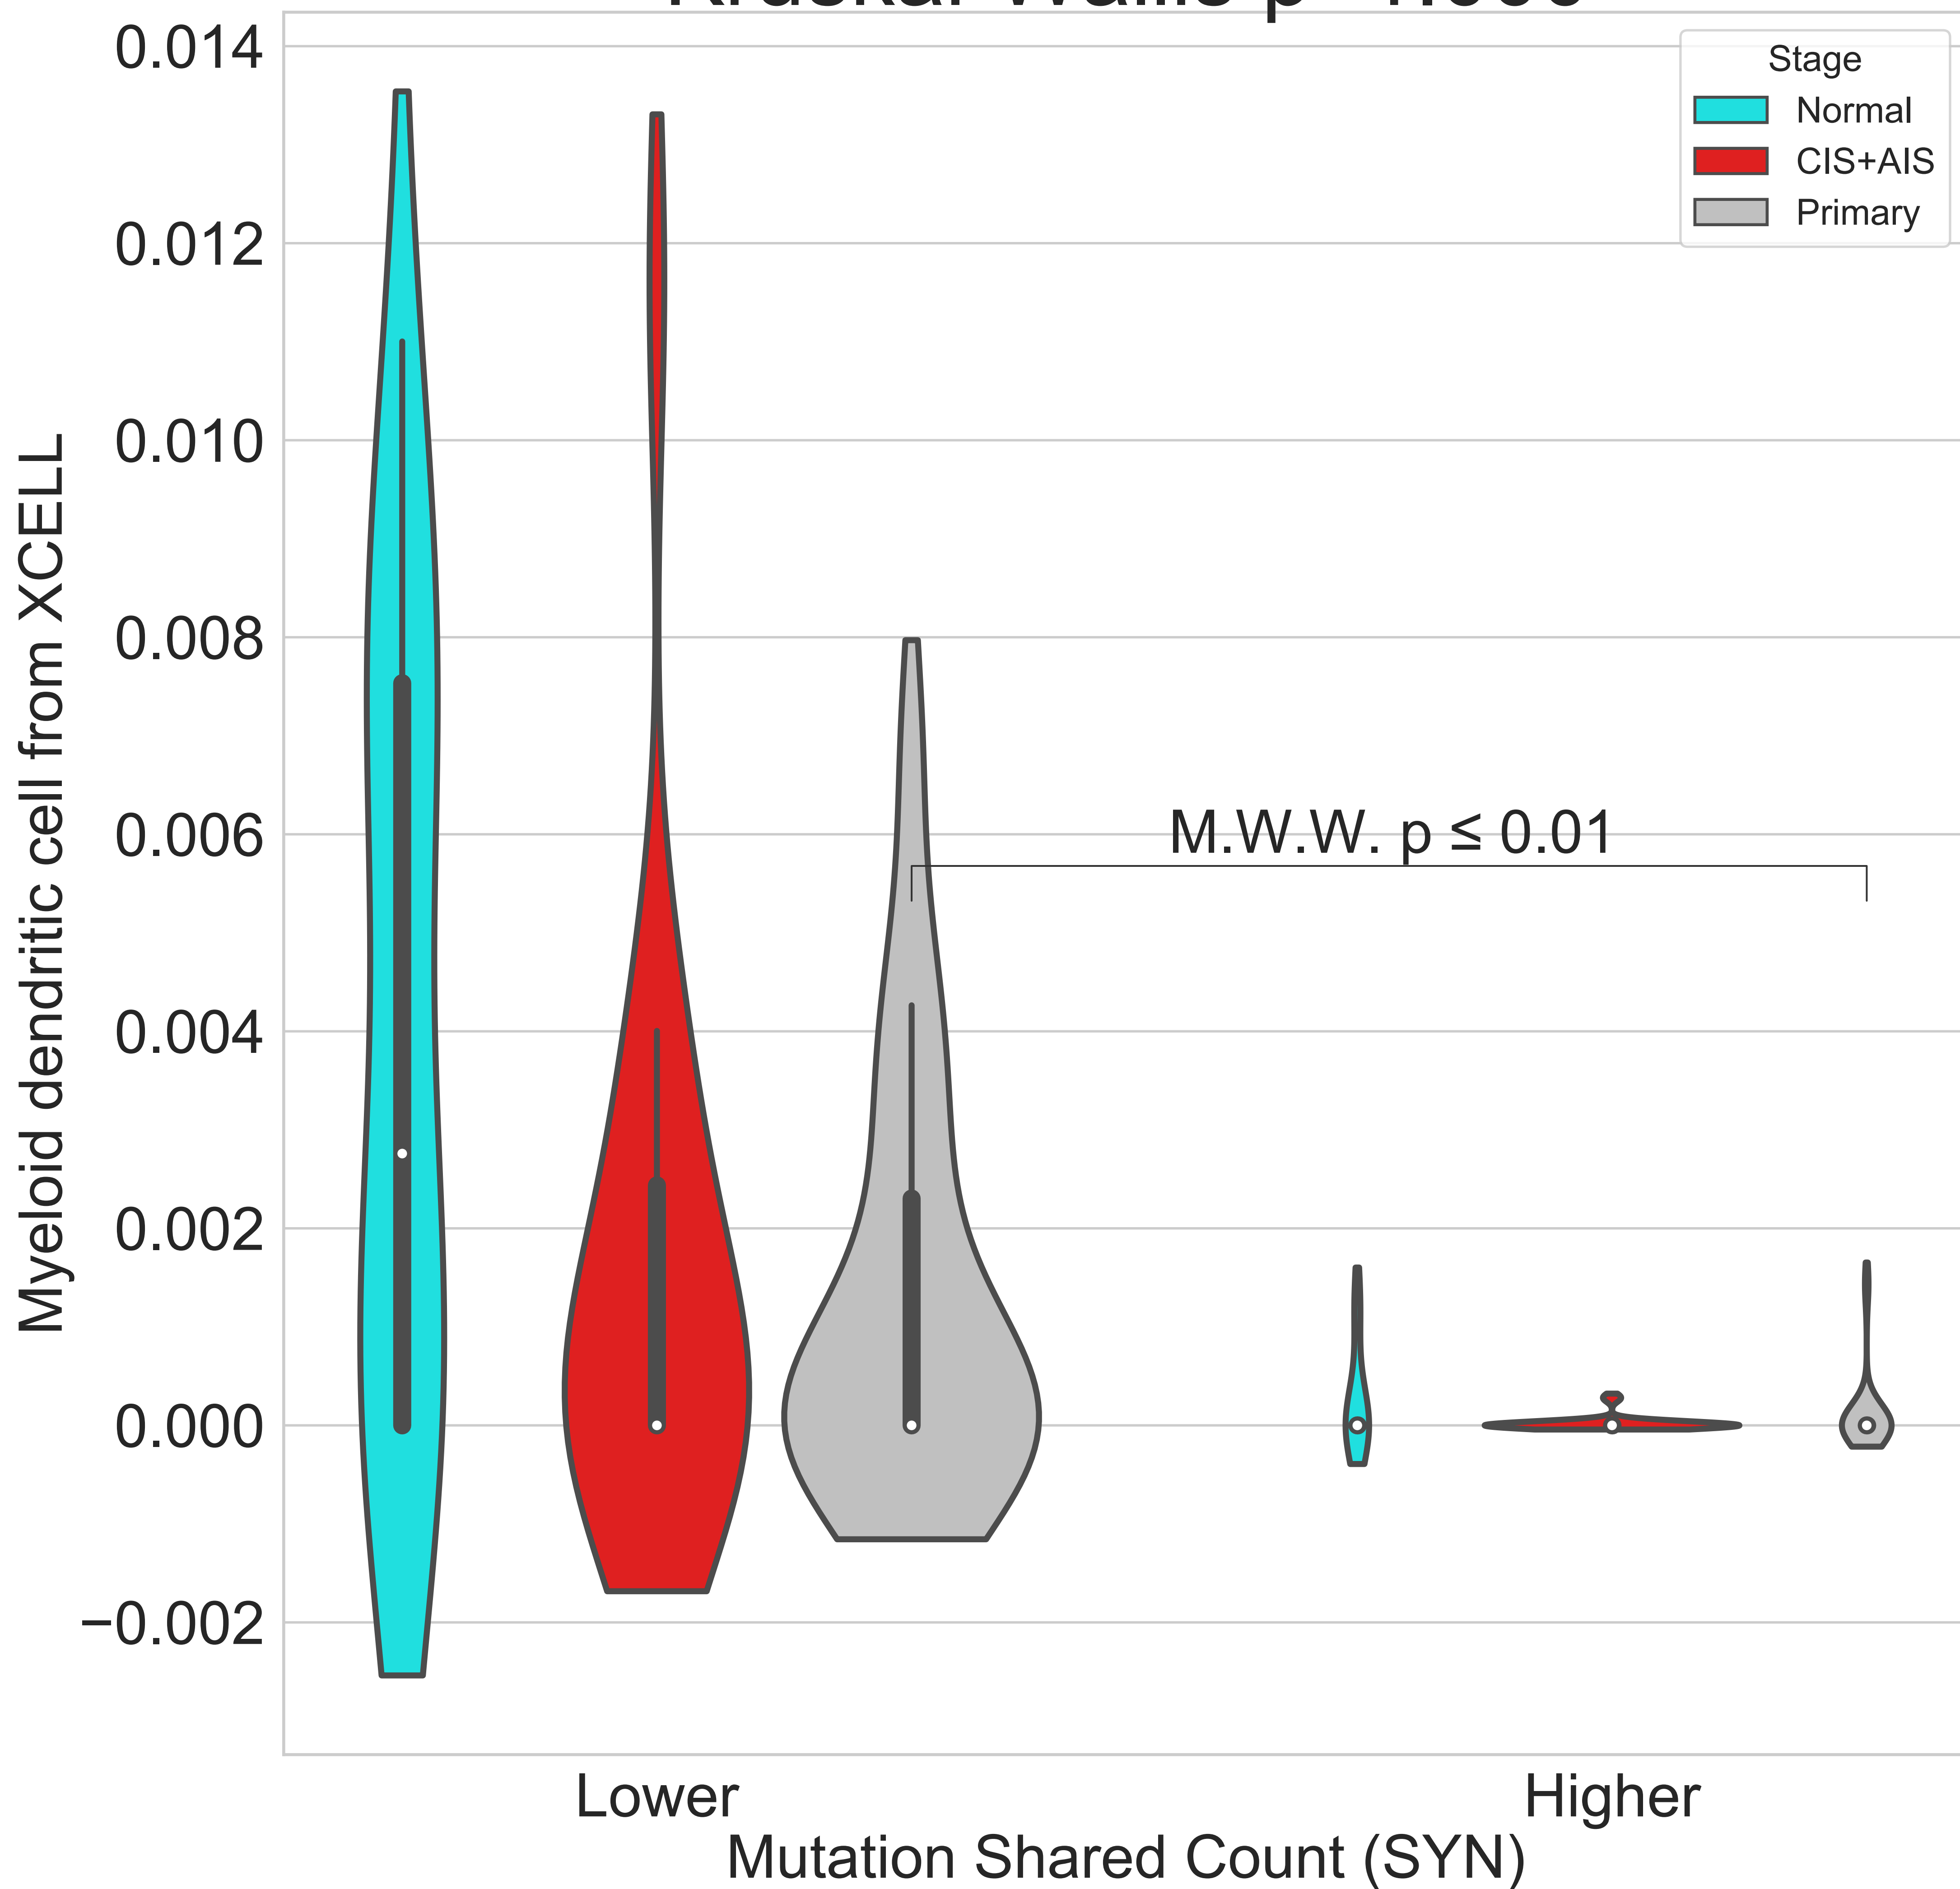 0.014
0.012
0.010
0.008
0.006
0.004
0.002
0.000
−0.002
Myeloid dendritic cell from XCELL
Stage
Normal
CIS+AIS
Primary
M.W.W. p ≤ 0.01
Lower
Higher
Mutation Shared Count (SYN)